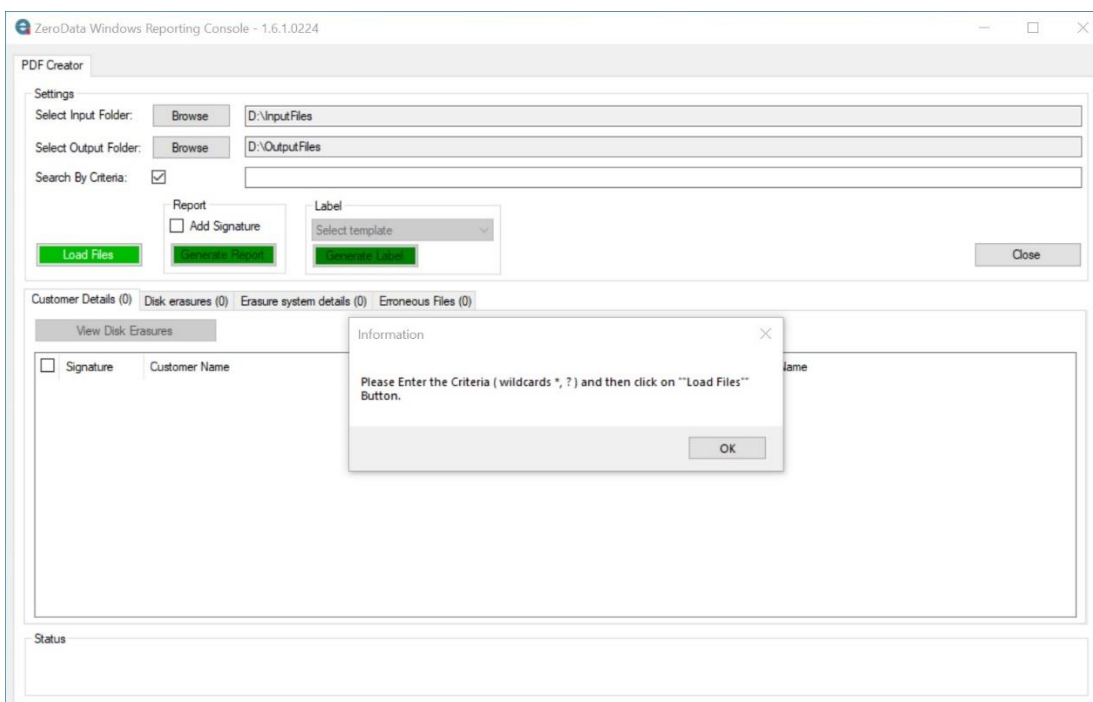 ZeroData Windows Reporting Console - 1.6.1.0224
PDF Creator
Settings
Select Input Folder: Browse D:\InputFiles
Select Output Folder: Browse D:\OutputFiles
Search By Criteria:
Report Label
Add Signature Select template
Load Files Generate Report Generate Label Close
Customer Details (0) Disk erasures (0) Erasure system details (0) Erroneous Files (0)
View Disk Erasures
Information
Signature Customer Name
Please Enter the Criteria ( wildcards *, ? ) and then click on ""Load Files""
Button.
OK
Status